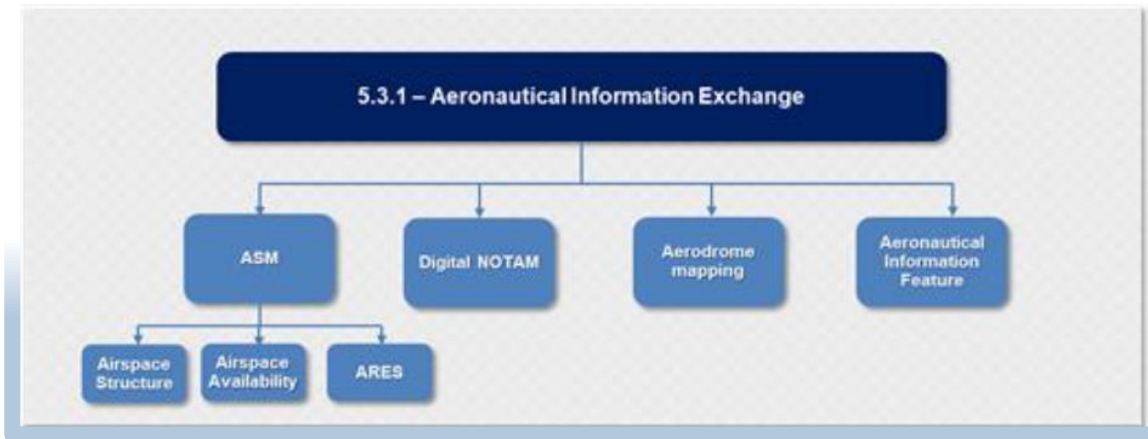 5.3.1 – Aeronautical Information Exchange
ASM
Digital NOTAM
Aerodrome
mapping
Aeronautical
Information
Feature
Airspace
Structure
Airspace
Availability
ARES